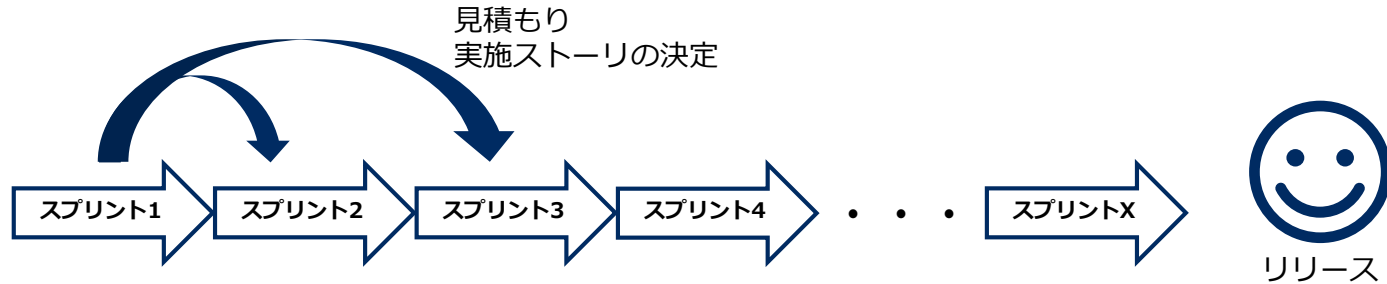 見積もり
実施ストーリの決定
スプリント1
スプリント2
スプリント3
スプリント4
・・・
スプリントX
リリース